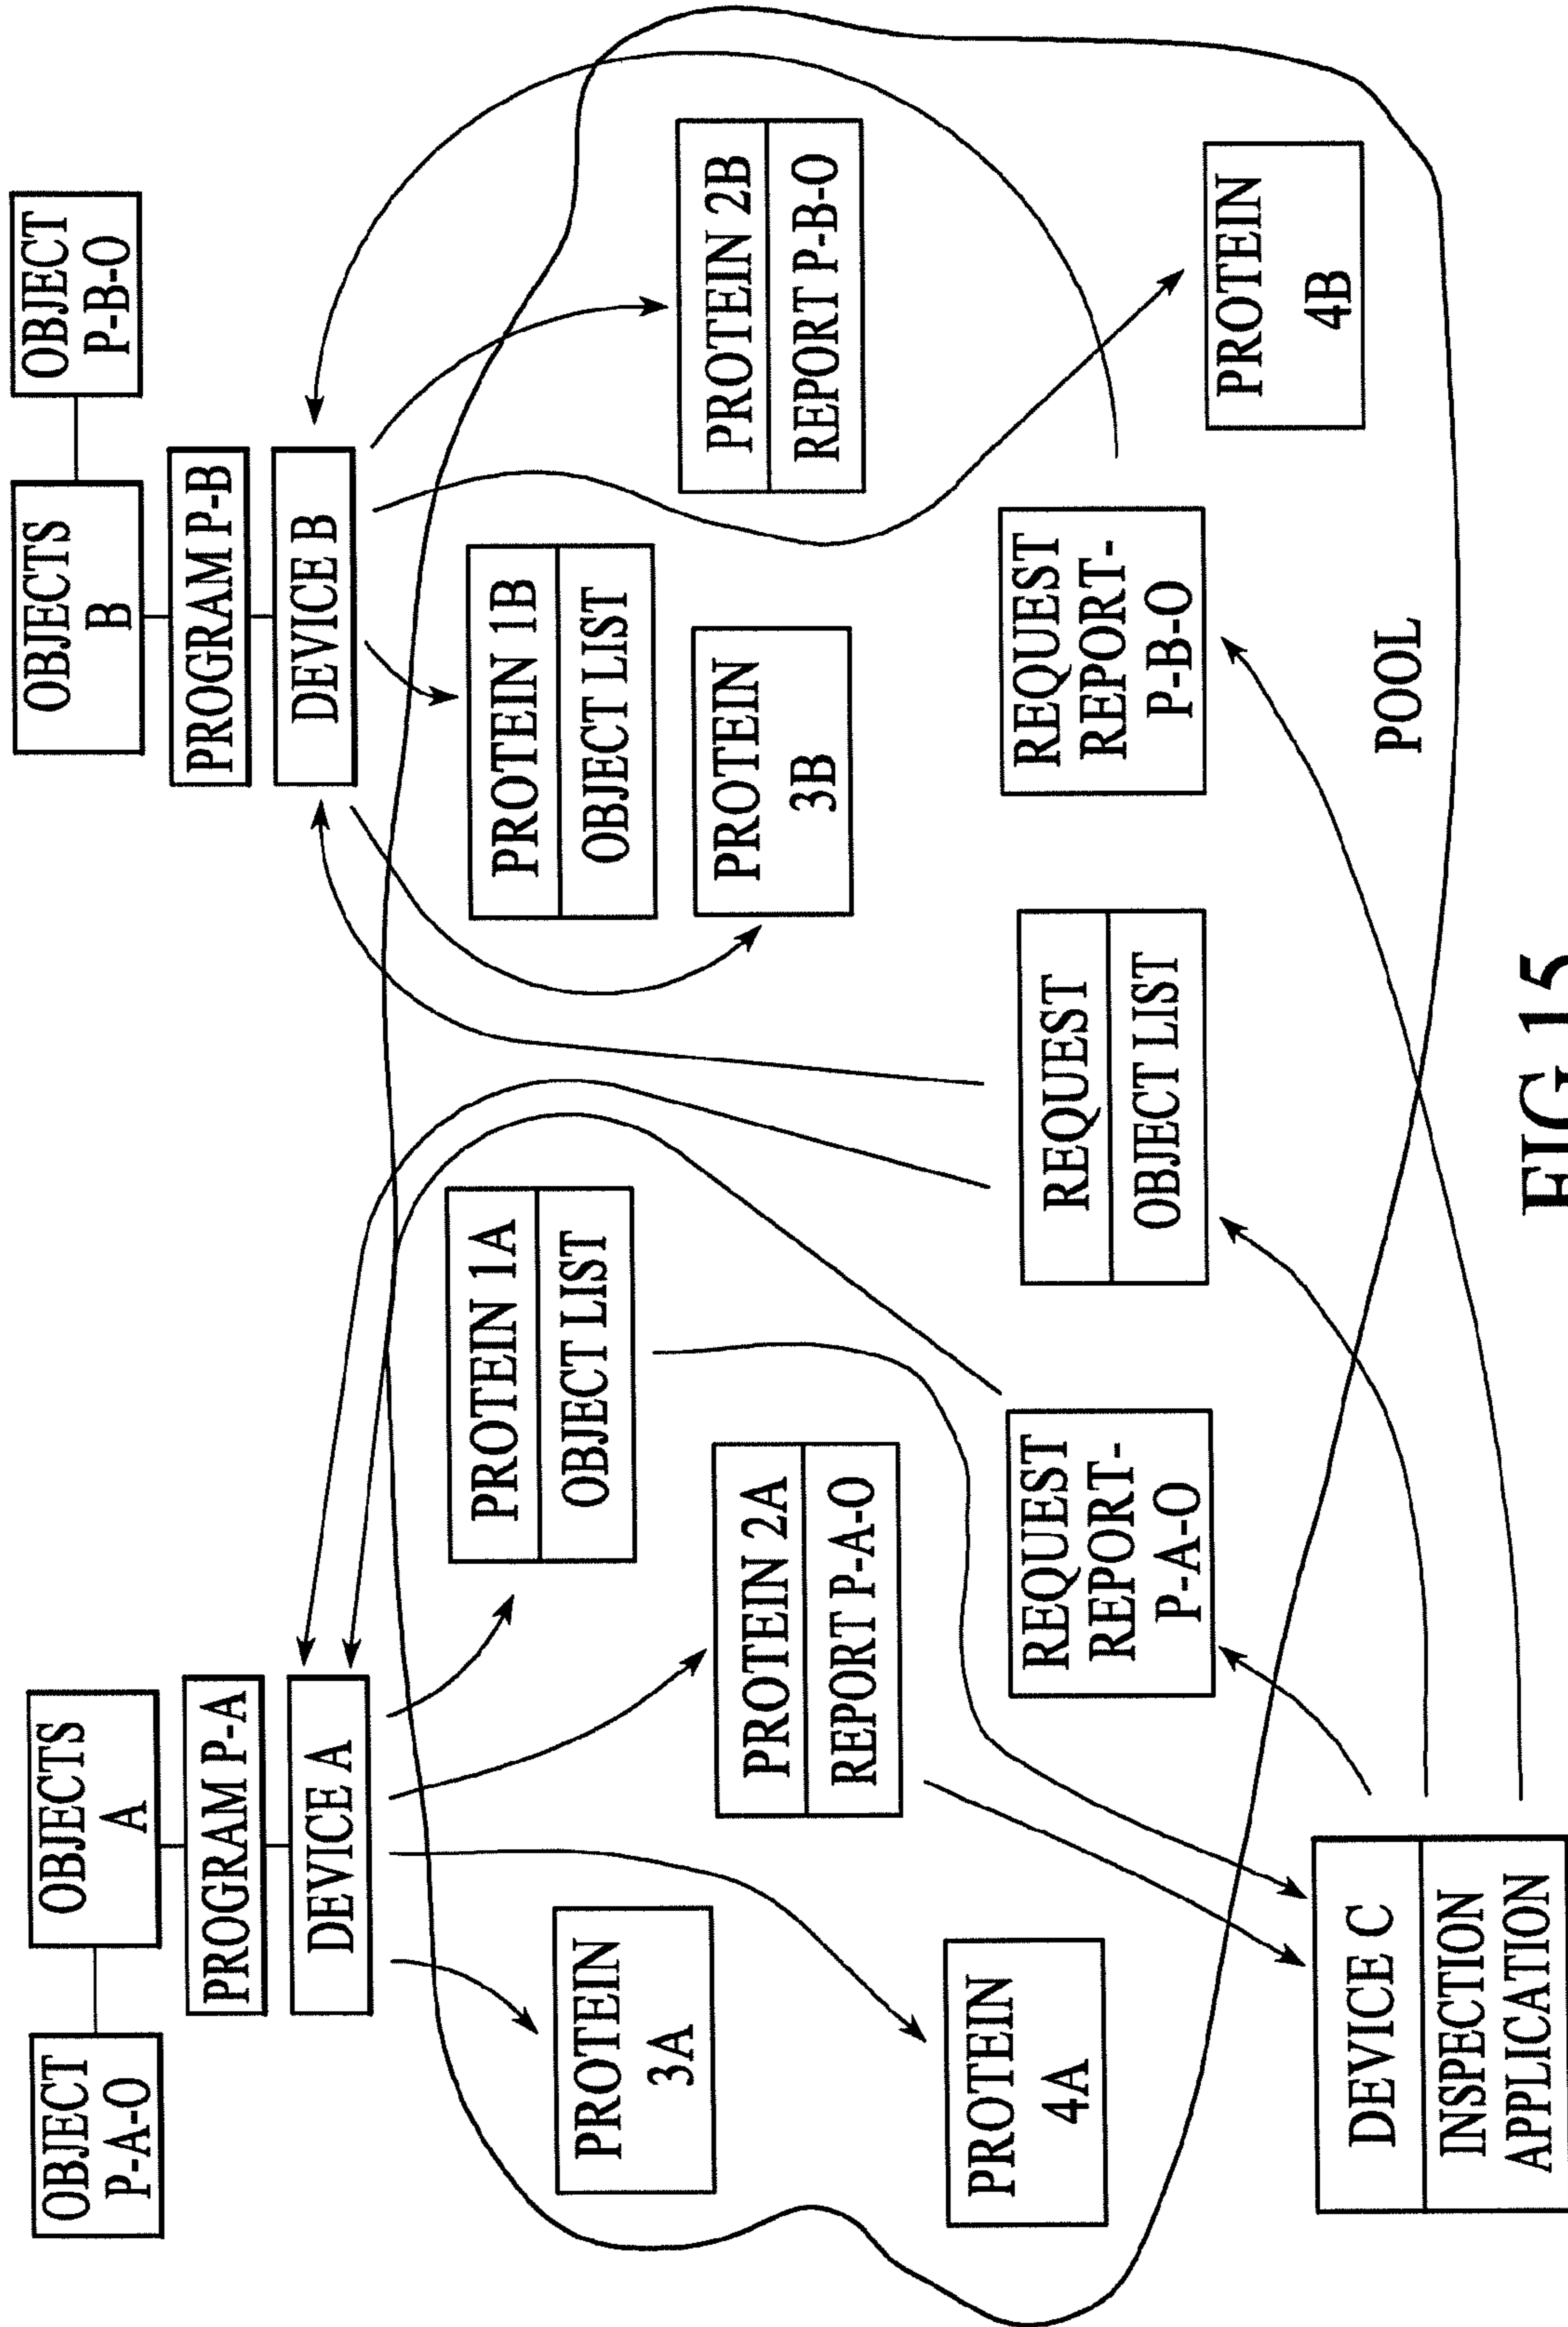 OBJECT
P-A-O
OBJECTS
A
PROGRAM P-A
DEVICE A
OBJECTS
B
OBJECT
P-B-O
PROGRAM P-B
DEVICE B
PROTEIN 1A
OBJECT LIST
PROTEIN 1B
OBJECT LIST
PROTEIN
3A
PROTEIN 2A
REPORT P-A-O
PROTEIN
3B
PROTEIN 2B
REPORT P-B-O
PROTEIN
4A
REQUEST
REPORT-
P-A-O
REQUEST
OBJECT LIST
REQUEST
REPORT-
P-B-O
PROTEIN
4B
POOL
DEVICE C
INSPECTION
APPLICATION
FIG.15